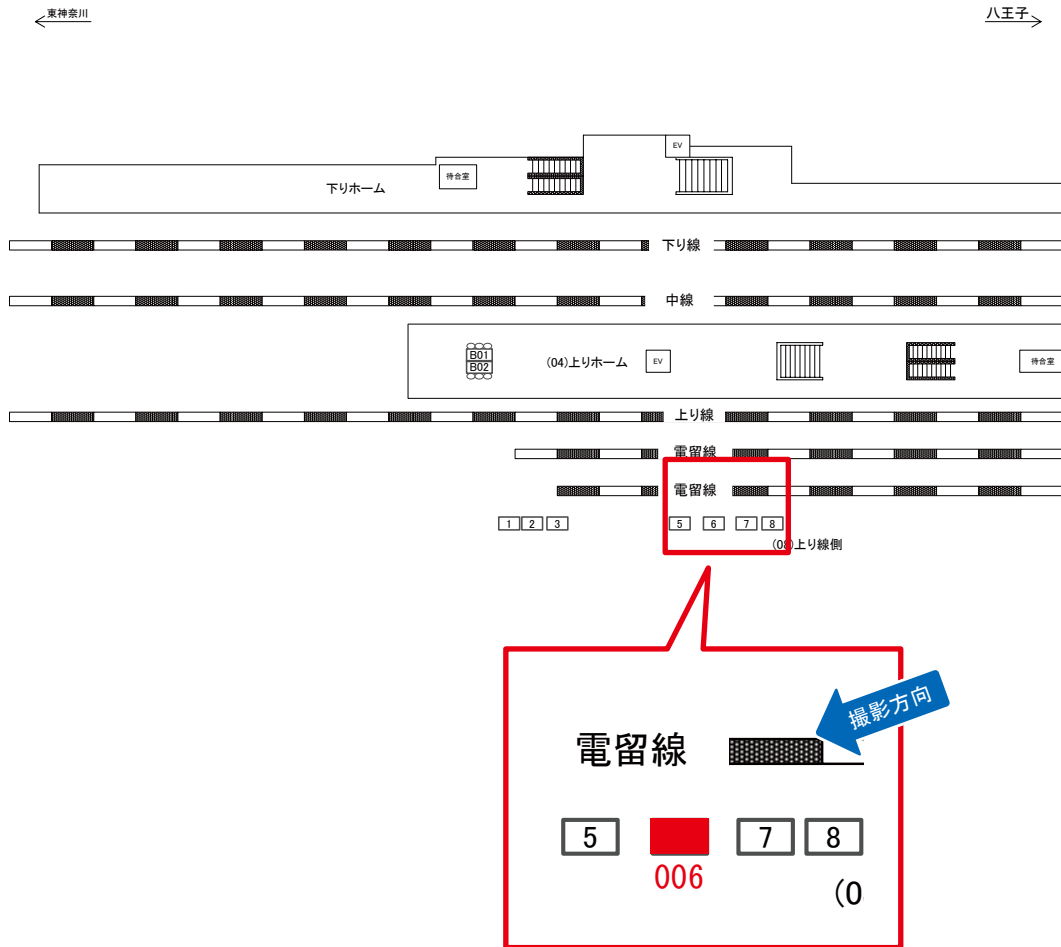 東神奈川
八王子
EV
待合室
下りホーム
下り線
中線
B01
B02
(04)上りホーム
EV
待合室
上り線
電留線
電留線
1 2 3 5 6 7 8
(08)上り線側
撮影方向
電留線
5 7 8
006
(0